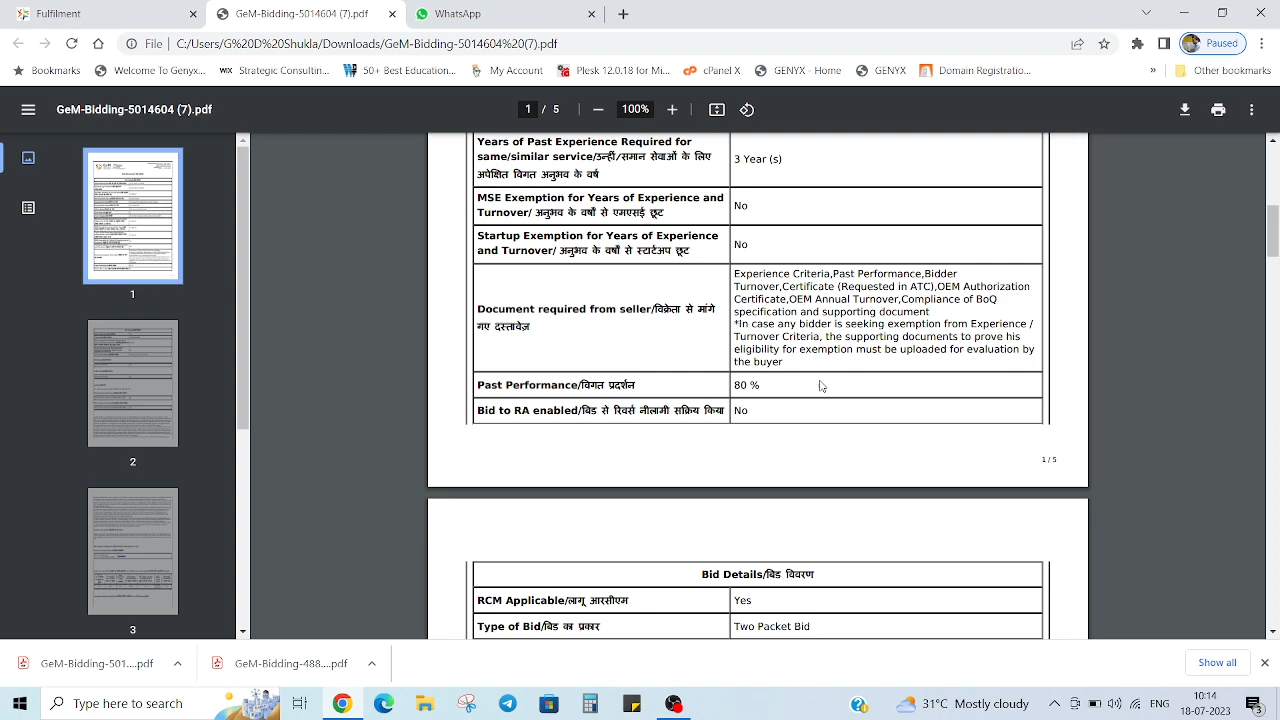 Fulfilment
GeM-Bidding-5014604 (7).pdf
WhatsApp
File
C:/Users/G%20D%20Shukla/Downloads/GeM-Bidding-5014604%20(7).pdf
Paused
Bookmarks
Welcome To Genyx...
WIX Strategic Consultin...
50+ Best Education...
My Account
Plesk 12.0.18 for Mi...
cPanel X
GENYX - Home
GENYX
Domain Registratio...
»
Other bookmarks
GeM-Bidding-5014604 (7).pdf
1 / 5
100%
1
2
3
Years of Past Experience Required for
same/similar service/उन्हीं/समान सेवाओं के लिए
अपेक्षित विगत अनुभव के वर्ष
3 Year (s)
MSE Exemption for Years of Experience and
Turnover/ अनुभव के वर्षों से एमएसई छूट
No
Startup Exemption for Years of Experience
and Turnover/ अनुभव के वर्षों से स्टार्टअप छूट
No
Document required from seller/विक्रेता से मांगे
गए दस्तावेज़
Experience Criteria,Past Performance,Bidder
Turnover,Certificate (Requested in ATC),OEM Authorization
Certificate,OEM Annual Turnover,Compliance of BoQ
specification and supporting document
*In case any bidder is seeking exemption from Experience /
Turnover Criteria, the supporting documents to prove his
eligibility for exemption must be uploaded for evaluation by
the buyer
Past Performance/विगत प्रदर्शन
80 %
Bid to RA enabled/बिड से रिवर्स नीलामी सक्रिय किया
No
1 / 5
Bid Details/बिड विवरण
RCM Applicable/लागू आरसीएम
Yes
Type of Bid/बिड का प्रकार
Two Packet Bid
GeM-Bidding-501....pdf
GeM-Bidding-488....pdf
Show all
Type here to search
31°C Mostly cloudy
ENG
10:14
18-07-2023
3